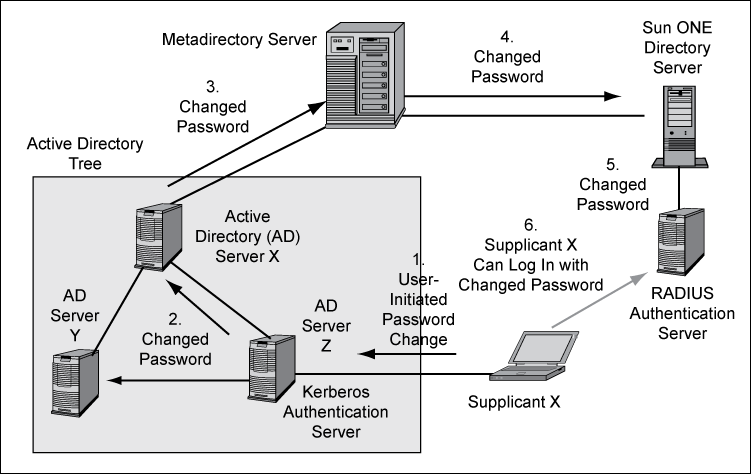 Metadirectory Server
4.
Changed
Password
Sun ONE
Directory
Server
3.
Changed
Password
Active Directory
Tree
5.
Changed
Password
Active
Directory (AD)
Server X
1.
User-
Initiated
Password
Change
6.
Supplicant X
Can Log In with
Changed Password
AD
Server
Y
2.
Changed
Password
AD
Server
Z
RADIUS
Authentication
Server
Kerberos
Authentication
Server
Supplicant X